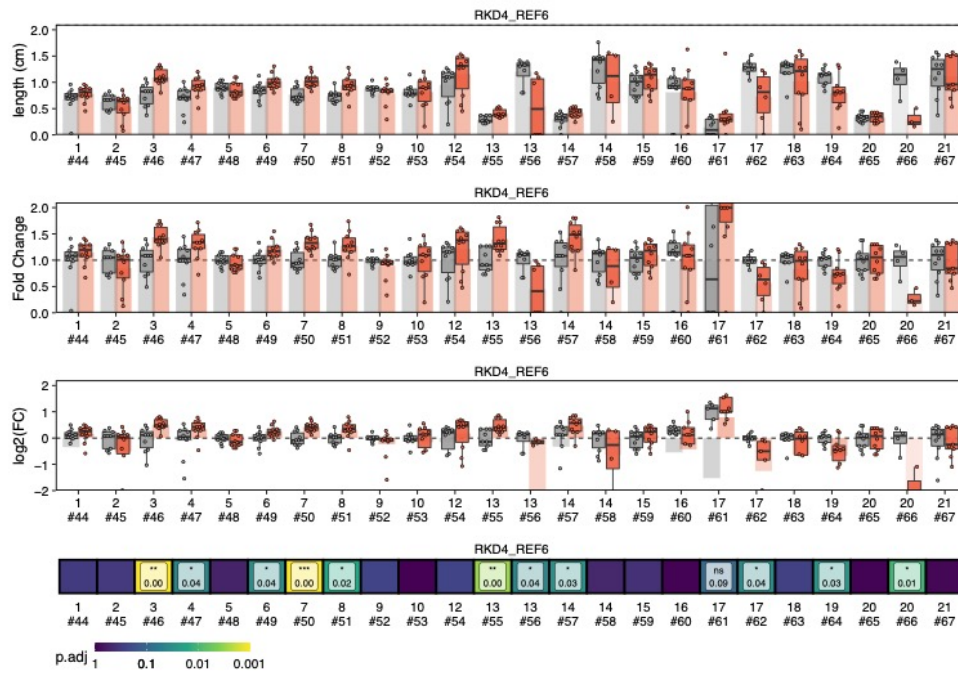 RKD4_REF6
length (cm)
2.0
1.5
1.0
0.5
0.0
1 2 3 4 5 6 7 8 9 10 12 13 13 14 14 15 16 17 17 18 19 20 20 21
#44 #45 #46 #47 #48 #49 #50 #51 #52 #53 #54 #55 #56 #57 #58 #59 #60 #61 #62 #63 #64 #65 #66 #67
RKD4_REF6
Fold Change
2.0
1.5
1.0
0.5
0.0
1 2 3 4 5 6 7 8 9 10 12 13 13 14 14 15 16 17 17 18 19 20 20 21
#44 #45 #46 #47 #48 #49 #50 #51 #52 #53 #54 #55 #56 #57 #58 #59 #60 #61 #62 #63 #64 #65 #66 #67
RKD4_REF6
log2(FC)
2
1
0
−1
−2
1 2 3 4 5 6 7 8 9 10 12 13 13 14 14 15 16 17 17 18 19 20 20 21
#44 #45 #46 #47 #48 #49 #50 #51 #52 #53 #54 #55 #56 #57 #58 #59 #60 #61 #62 #63 #64 #65 #66 #67
RKD4_REF6
** * * *** * ** * * ns * * *
0.00 0.04 0.04 0.00 0.02 0.00 0.04 0.03 0.09 0.04 0.03 0.01
1 2 3 4 5 6 7 8 9 10 12 13 13 14 14 15 16 17 17 18 19 20 20 21
#44 #45 #46 #47 #48 #49 #50 #51 #52 #53 #54 #55 #56 #57 #58 #59 #60 #61 #62 #63 #64 #65 #66 #67
p.adj
1 0.1 0.01 0.001